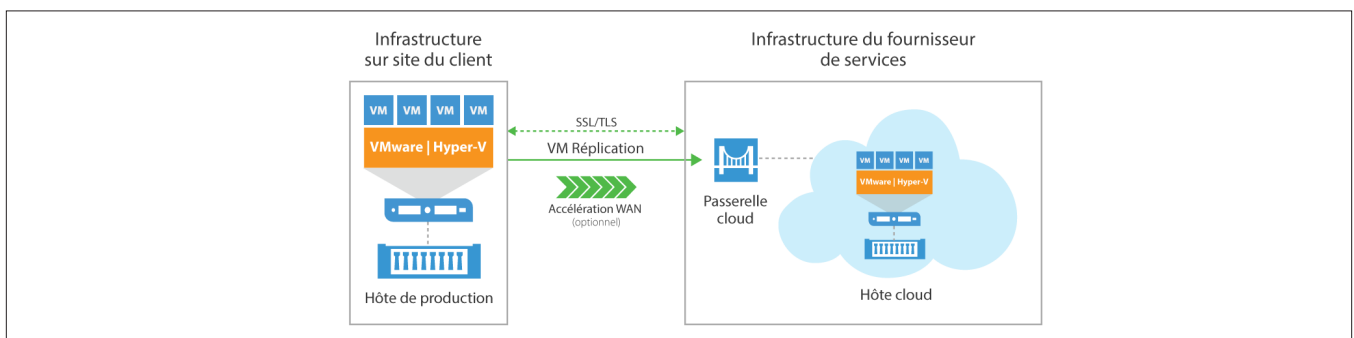 Infrastructure
sur site du client
VM VM VM VM
VMware | Hyper-V
Hôte de production
SSL/TLS
VM Réplication
Accélération WAN
(optionnel)
Infrastructure du fournisseur
de services
Passerelle
cloud
VM VM VM VM
VMware | Hyper-V
Hôte cloud